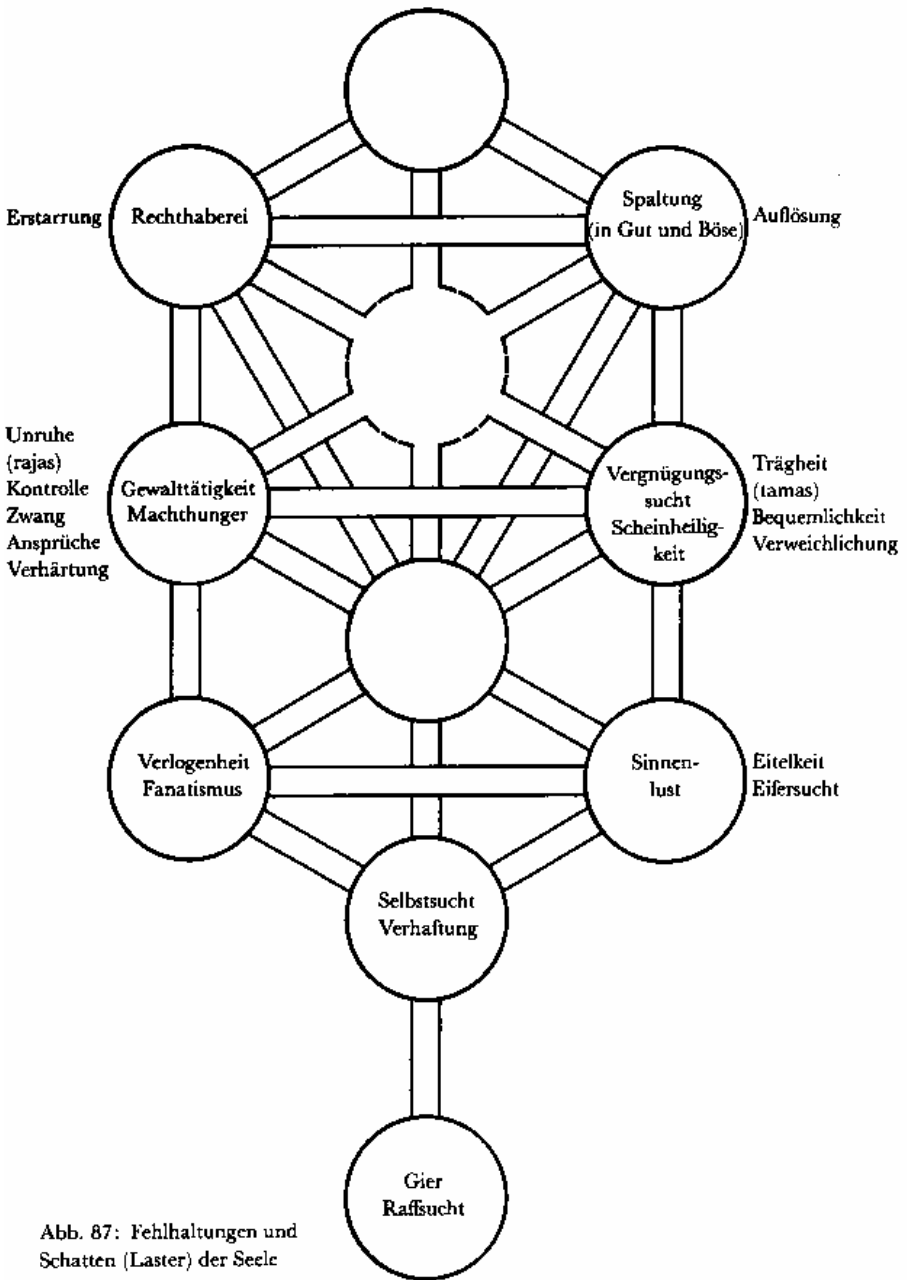 Erstarrung
Rechthaberei
Spaltung
(in Gut und Böse)
Auflösung
Unruhe
(rajas)
Kontrolle
Zwang
Ansprüche
Verhärtung
Gewalttätigkeit
Machthunger
Vergnügungs-
sucht
Scheinheilig-
keit
Trägheit
(tamas)
Bequemlichkeit
Verweichlichung
Verlogenheit
Fanatismus
Sinnen-
lust
Eitelkeit
Eifersucht
Selbstsucht
Verhaftung
Gier
Raffsucht
Abb. 87: Fehlhaltungen und
Schatten (Laster) der Seele